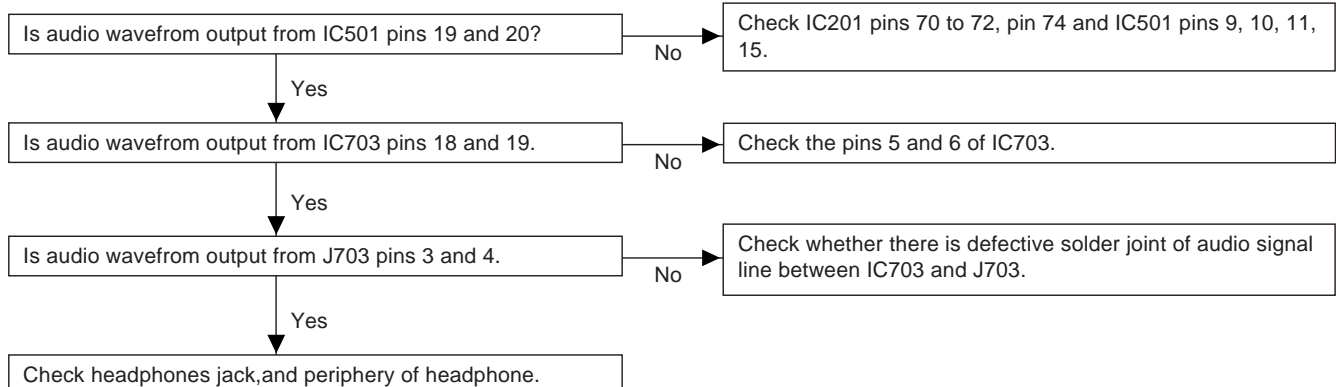 Is audio wavefrom output from IC501 pins 19 and 20?
No
Check IC201 pins 70 to 72, pin 74 and IC501 pins 9, 10, 11,
15.
Yes
Is audio wavefrom output from IC703 pins 18 and 19.
No
Check the pins 5 and 6 of IC703.
Yes
Is audio wavefrom output from J703 pins 3 and 4.
No
Check whether there is defective solder joint of audio signal
line between IC703 and J703.
Yes
Check headphones jack,and periphery of headphone.